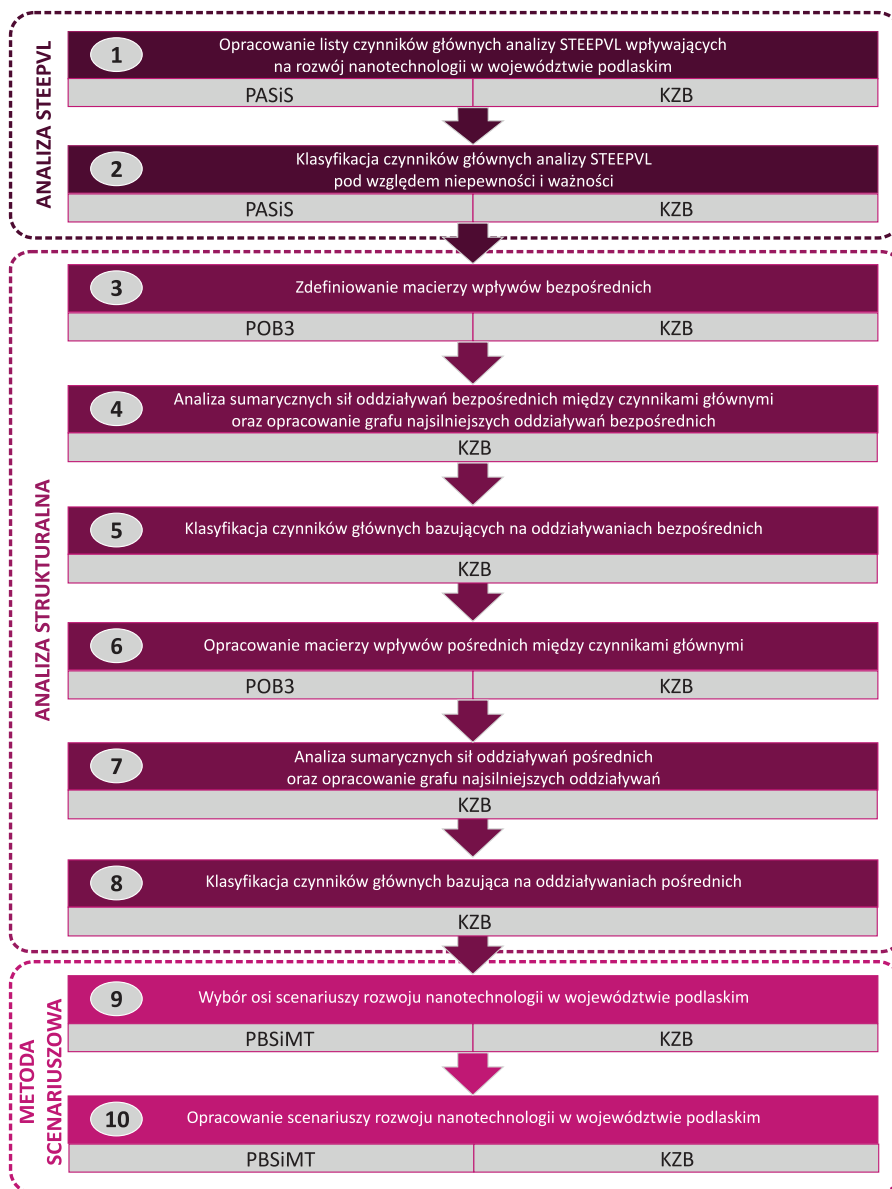 ANALIZA STEEPVL
1
Opracowanie listy czynników głównych analizy STEEPVL wpływających
na rozwój nanotechnologii w województwie podlaskim
PASiS
KZB
2
Klasyfikacja czynników głównych analizy STEEPVL
pod względem niepewności i ważności
PASiS
KZB
ANALIZA STRUKTURALNA
3
Zdefiniowanie macierzy wpływów bezpośrednich
POB3
KZB
4
Analiza sumarycznych sił oddziaływań bezpośrednich między czynnikami głównymi
oraz opracowanie grafu najsilniejszych oddziaływań bezpośrednich
KZB
5
Klasyfikacja czynników głównych bazujących na oddziaływaniach bezpośrednich
KZB
6
Opracowanie macierzy wpływów pośrednich między czynnikami głównymi
POB3
KZB
7
Analiza sumarycznych sił oddziaływań pośrednich
oraz opracowanie grafu najsilniejszych oddziaływań
KZB
8
Klasyfikacja czynników głównych bazująca na oddziaływaniach pośrednich
KZB
METODA
SCENARIUSZOWA
9
Wybór osi scenariuszy rozwoju nanotechnologii w województwie podlaskim
PBSiMT
KZB
10
Opracowanie scenariuszy rozwoju nanotechnologii w województwie podlaskim
PBSiMT
KZB